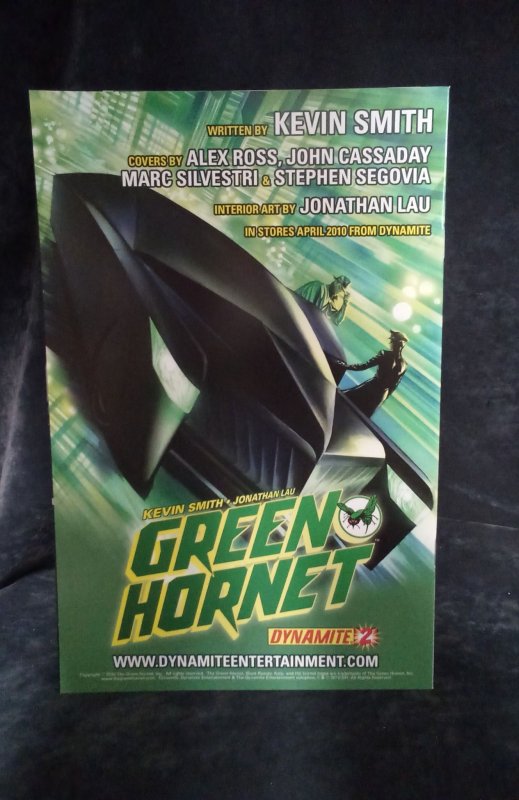 WRITTEN BY KEVIN SMITH
COVERS BY ALEX ROSS, JOHN CASSADAY
MARC SILVESTRI & STEPHEN SEGOVIA
INTERIOR ART BY JONATHAN LAU
IN STORES APRIL 2010 FROM DYNAMITE
KEVIN SMITH • JONATHAN LAU
GREEN
HORNET
DYNAMITE 2
WWW.DYNAMITEENTERTAINMENT.COM